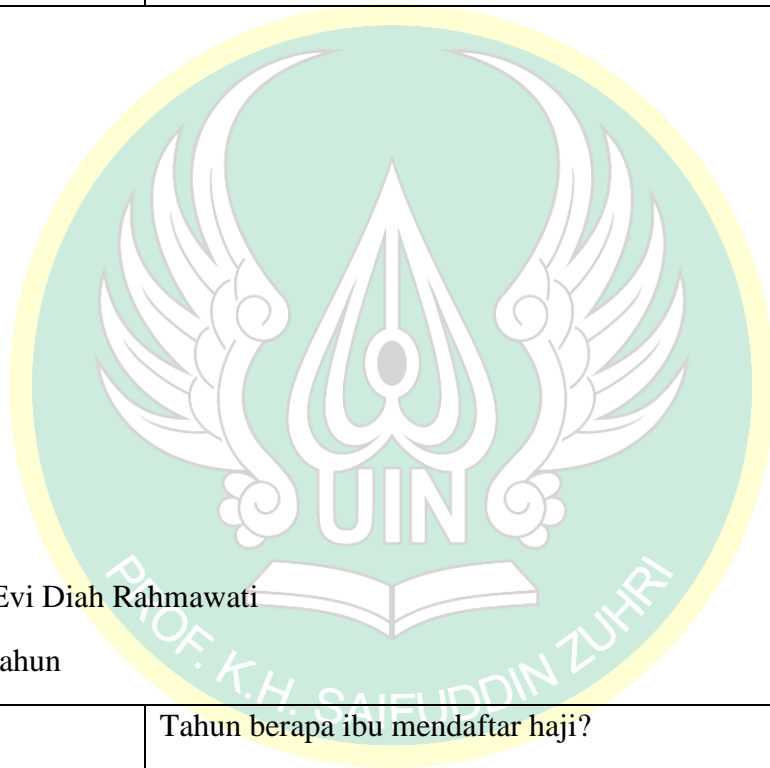 UIN
PROF. K.H. SAIFUDDIN ZUHRI
Evi Diah Rahmawati
ahun
Tahun berapa ibu mendaftar haji?